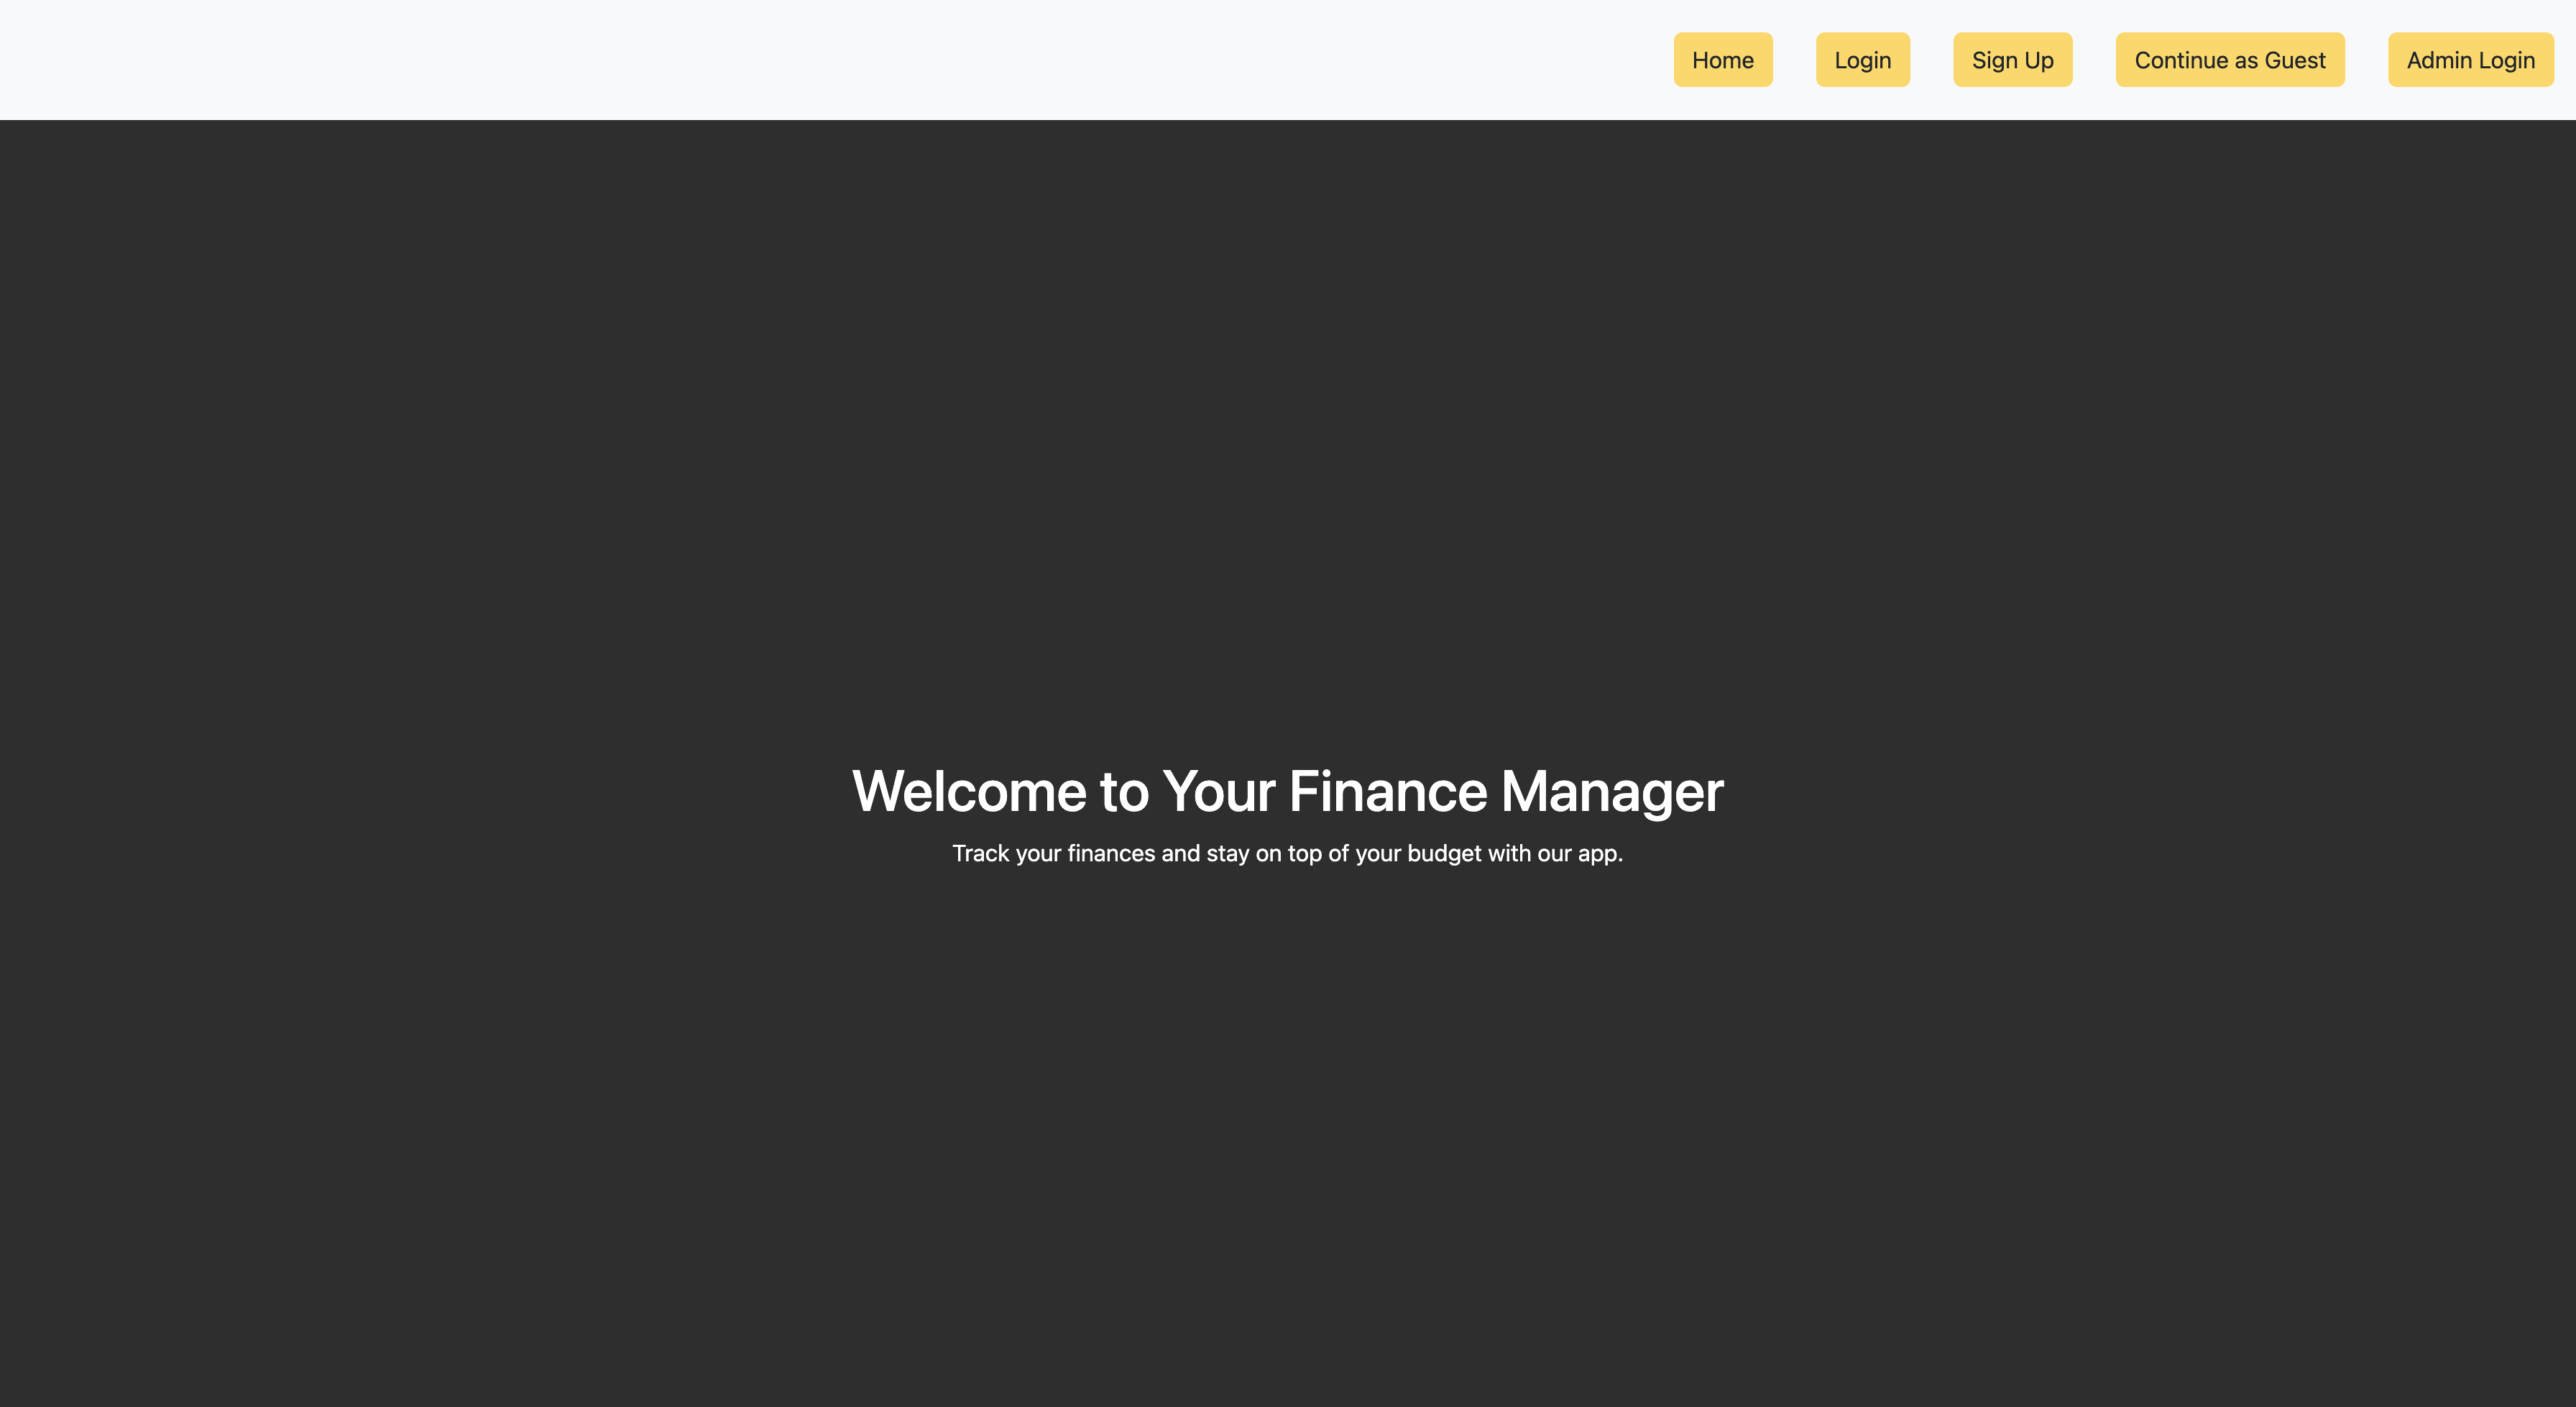 Home Login Sign Up Continue as Guest Admin Login
Welcome to Your Finance Manager
Track your finances and stay on top of your budget with our app.